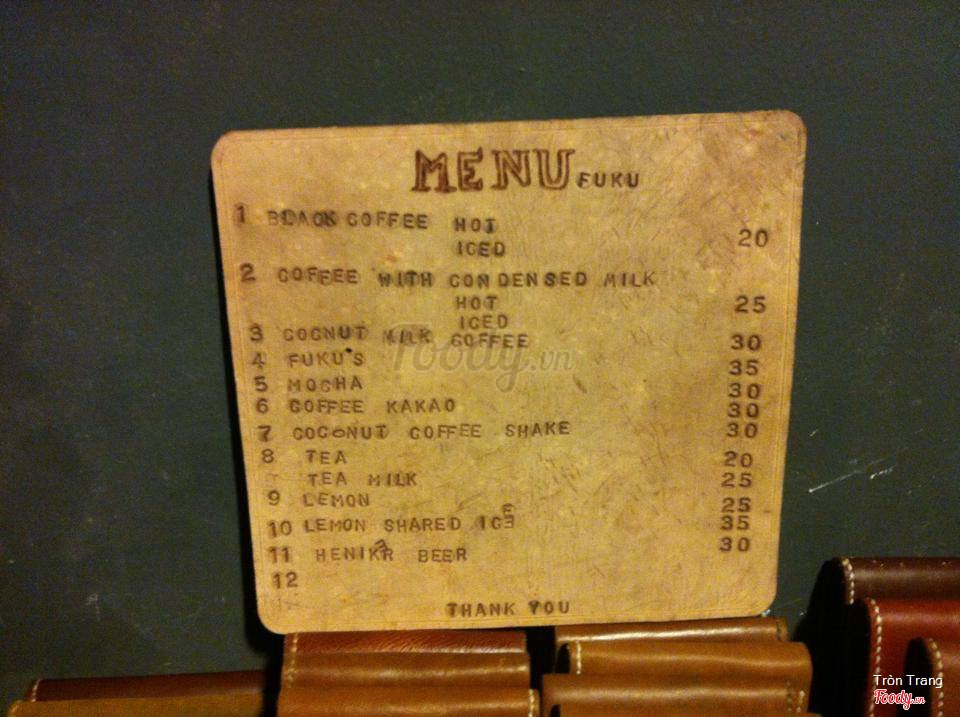 MENU FUKU
1 BLACK COFFEE HOT
ICED 20
2 COFFEE WITH CONDENSED MILK
HOT 25
ICED
3 COCNUT MILK COFFEE 30
4 FUKU'S 35
5 MOCHA 30
6 COFFEE KAKAO 30
7 COCONUT COFFEE SHAKE 30
8 TEA 20
TEA MILK 25
9 LEMON 25
10 LEMON SHARED ICE 35
11 HENIKR BEER 30
12
THANK YOU
Foody.vn
Tròn Trang
Foody.vn